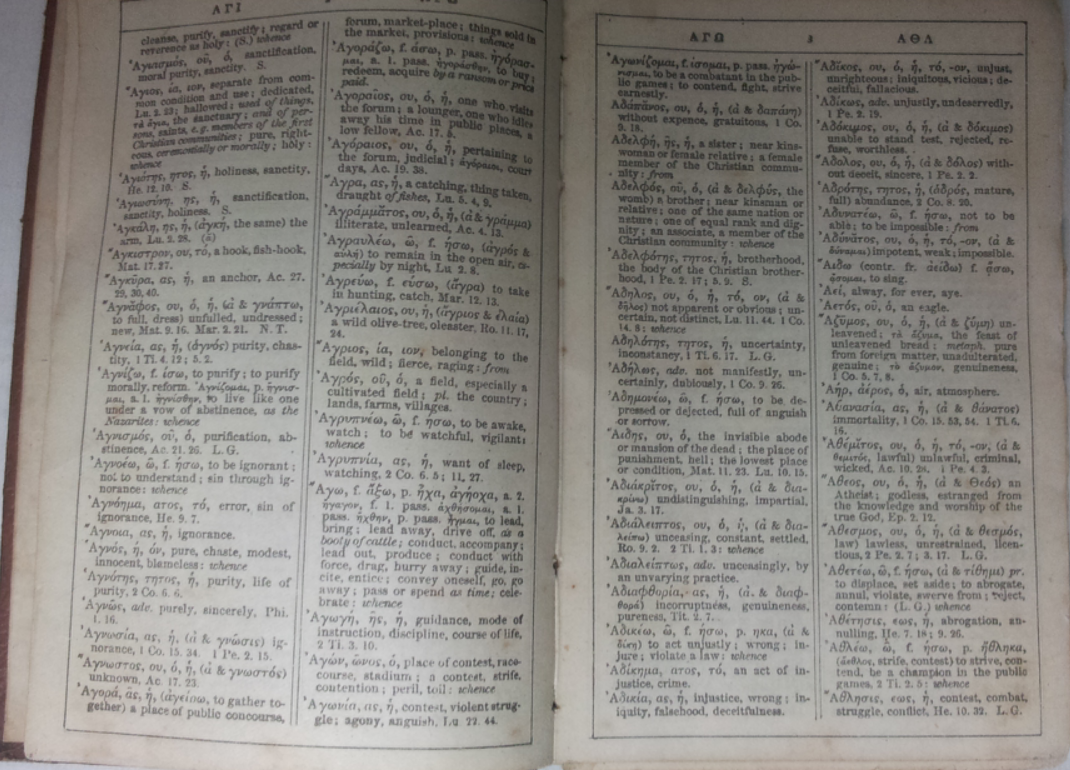 ΑΓΙ
cleanse, purify, sanctify; regard or
reverence as holy: (S.) whence
Ἁγιασμός, οῦ, ὁ, sanctification,
moral purity, sanctity. S.
Ἅγιος, ία, ιον, separate from com-
mon condition and use; dedicated,
Lu. 2. 23; hallowed; used of things,
τὰ ἅγια, the sanctuary; and of per-
sons, saints, e.g. members of the first
Christian communities; pure, right-
eous, ceremonially or morally; holy:
whence
Ἁγιότης, ητος, ἡ, holiness, sanctity,
He. 12. 10. S.
Ἁγιωσύνη, ης, ἡ, sanctification,
sanctity, holiness. S.
Ἀγκάλη, ης, ἡ, (ἀγκή, the same) the
arm, Lu. 2. 28. (ᾰ)
Ἄγκιστρον, ου, τό, a hook, fish-hook,
Mat. 17. 27.
Ἄγκῡρα, ας, ἡ, an anchor, Ac. 27.
29, 30, 40.
Ἄγνᾰφος, ου, ὁ, ἡ, (ἀ & γνάπτω,
to full, dress) unfulled, undressed;
new, Mat. 9. 16. Mar. 2. 21. N. T.
Ἁγνεία, ας, ἡ, (ἁγνός) purity, chas-
tity, 1 Ti. 4. 12; 5. 2.
Ἁγνίζω, f. ίσω, to purify; to purify
morally, reform. Ἁγνίζομαι, p. ἥγνισ-
μαι, a. 1. ἡγνίσθην, to live like one
under a vow of abstinence, as the
Nazarites: whence
Ἁγνισμός, οῦ, ὁ, purification, ab-
stinence, Ac. 21. 26. L. G.
Ἀγνοέω, ῶ, f. ήσω, to be ignorant;
not to understand; sin through ig-
norance: whence
Ἀγνόημα, ατος, τό, error, sin of
ignorance, He. 9. 7.
Ἄγνοια, ας, ἡ, ignorance.
Ἁγνός, ή, όν, pure, chaste, modest,
innocent, blameless: whence
Ἁγνότης, τητος, ἡ, purity, life of
purity, 2 Co. 6. 6.
Ἁγνῶς, adv. purely, sincerely, Phi.
1. 16.
Ἀγνωσία, ας, ἡ, (ἀ & γνῶσις) ig-
norance, 1 Co. 15. 34. 1 Pe. 2. 15.
Ἄγνωστος, ου, ὁ, ἡ, (ἀ & γνωστός)
unknown, Ac. 17. 23.
Ἀγορά, ᾶς, ἡ, (ἀγείρω, to gather to-
gether) a place of public concourse,
forum, market-place; things sold in
the market, provisions: whence
Ἀγοράζω, f. άσω, p. pass. ἠγόρασ-
μαι, a. 1. pass. ἠγοράσθην, to buy;
redeem, acquire by a ransom or price
paid.
Ἀγοραῖος, ου, ὁ, ἡ, one who visits
the forum; a lounger, one who idles
away his time in public places, a
low fellow, Ac. 17. 5.
Ἀγόραιος, ου, ὁ, ἡ, pertaining to
the forum, judicial; ἀγόραιοι, court
days, Ac. 19. 38.
Ἄγρα, ας, ἡ, a catching, thing taken,
draught of fishes, Lu. 5. 4, 9.
Ἀγράμμᾰτος, ου, ὁ, ἡ, (ἀ & γράμμα)
illiterate, unlearned, Ac. 4. 13.
Ἀγραυλέω, ῶ, f. ήσω, (ἀγρός &
αὐλή) to remain in the open air, es-
pecially by night, Lu 2. 8.
Ἀγρεύω, f. εύσω, (ἄγρα) to take
in hunting, catch, Mar. 12. 13.
Ἀγριέλαιος, ου, ἡ, (ἄγριος & ἐλαία)
a wild olive-tree, oleaster, Ro. 11. 17,
24.
Ἄγριος, ία, ιον, belonging to the
field, wild; fierce, raging: from
Ἀγρός, οῦ, ὁ, a field, especially a
cultivated field; pl. the country;
lands, farms, villages.
Ἀγρυπνέω, ῶ, f. ήσω, to be awake,
watch; to be watchful, vigilant:
whence
Ἀγρυπνία, ας, ἡ, want of sleep,
watching, 2 Co. 6. 5; 11. 27.
Ἄγω, f. ἄξω, p. ἦχα, ἀγήοχα, a. 2.
ἤγαγον, f. 1. pass. ἀχθήσομαι, a. 1.
pass. ἤχθην, p. pass. ἦγμαι, to lead,
bring; lead away, drive off, as a
booty of cattle; conduct, accompany;
lead out, produce; conduct with
force, drag, hurry away; guide, in-
cite, entice; convey oneself, go, go
away; pass or spend as time; cele-
brate: whence
Ἀγωγή, ῆς, ἡ, guidance, mode of
instruction, discipline, course of life,
2 Ti. 3. 10.
Ἀγών, ῶνος, ὁ, place of contest, race-
course, stadium; a contest, strife,
contention; peril, toil: whence
Ἀγωνία, ας, ἡ, contest, violent strug-
gle; agony, anguish, Lu 22. 44.
ΑΓΩ 3 ΑΘΛ
Ἀγωνίζομαι, f. ίσομαι, p. pass. ἠγώ-
νισμαι, to be a combatant in the pub-
lic games; to contend, fight, strive
earnestly.
Ἀδάπᾰνος, ου, ὁ, ἡ, (ἀ & δαπάνη)
without expence, gratuitous, 1 Co.
9. 18.
Ἀδελφή, ῆς, ἡ, a sister; near kins-
woman or female relative; a female
member of the Christian commu-
nity: from
Ἀδελφός, οῦ, ὁ, (ἀ & δελφύς, the
womb) a brother; near kinsman or
relative; one of the same nation or
nature; one of equal rank and dig-
nity; an associate, a member of the
Christian community: whence
Ἀδελφότης, τητος, ἡ, brotherhood,
the body of the Christian brother-
hood, 1 Pe. 2. 17; 5. 9. S.
Ἄδηλος, ου, ὁ, ἡ, τό, ον, (ἀ &
δῆλος) not apparent or obvious; un-
certain, not distinct, Lu. 11. 44. 1 Co.
14. 8: whence
Ἀδηλότης, τητος, ἡ, uncertainty,
inconstancy, 1 Ti. 6. 17. L. G.
Ἀδήλως, adv. not manifestly, un-
certainly, dubiously, 1 Co. 9. 26.
Ἀδημονέω, ῶ, f. ήσω, to be de-
pressed or dejected, full of anguish
or sorrow.
Ἅιδης, ου, ὁ, the invisible abode
or mansion of the dead; the place of
punishment, hell; the lowest place
or condition, Mat. 11. 23. Lu. 10. 15.
Ἀδιάκρῐτος, ου, ὁ, ἡ, (ἀ & δια-
κρίνω) undistinguishing, impartial,
Ja. 3. 17.
Ἀδιάλειπτος, ου, ὁ, ἡ, (ἀ & δια-
λείπω) unceasing, constant, settled,
Ro. 9. 2. 2 Ti. 1. 3: whence
Ἀδιαλείπτως, adv. unceasingly, by
an unvarying practice.
Ἀδιαφθορία, ας, ἡ, (ἀ & διαφ-
θορά) incorruptness, genuineness,
pureness, Tit. 2. 7.
Ἀδικέω, ῶ, f. ήσω, p. ηκα, (ἀ &
δίκη) to act unjustly; wrong; in-
jure; violate a law: whence
Ἀδίκημα, ατος, τό, an act of in-
justice, crime.
Ἀδικία, ας, ἡ, injustice, wrong; in-
iquity, falsehood, deceitfulness.
Ἄδικος, ου, ὁ, ἡ, τό, -ον, unjust,
unrighteous; iniquitous, vicious; de-
ceitful, fallacious.
Ἀδίκως, adv. unjustly, undeservedly,
1 Pe. 2. 19.
Ἀδόκιμος, ου, ὁ, ἡ, (ἀ & δόκιμος)
unable to stand test, rejected, re-
fuse, worthless.
Ἄδολος, ου, ὁ, ἡ, (ἀ & δόλος) with-
out deceit, sincere, 1 Pe. 2. 2.
Ἁδρότης, τητος, ἡ, (ἁδρός, mature,
full) abundance, 2 Co. 8. 20.
Ἀδυνατέω, ῶ, f. ήσω, not to be
able; to be impossible: from
Ἀδύνᾰτος, ου, ὁ, ἡ, τό, -ον, (ἀ &
δύναμαι) impotent, weak; impossible.
Ἄιδω (contr. fr. ἀείδω) f. ᾄσω,
ᾄσομαι, to sing.
Ἀεί, alway, for ever, aye.
Ἀετός, οῦ, ὁ, an eagle.
Ἄζῡμος, ου, ὁ, ἡ, (ἀ & ζύμη) un-
leavened; τὰ ἄζυμα, the feast of
unleavened bread; metaph. pure
from foreign matter, unadulterated,
genuine; τὸ ἄζυμον, genuineness,
1 Co. 5. 7, 8.
Ἀήρ, ἀέρος, ὁ, air, atmosphere.
Ἀθανασία, ας, ἡ, (ἀ & θάνατος)
immortality, 1 Co. 15. 53, 54. 1 Ti. 6.
16.
Ἀθέμῐτος, ου, ὁ, ἡ, τό, -ον, (ἀ &
θεμιτός, lawful) unlawful, criminal,
wicked, Ac. 10. 28. 1 Pe. 4. 3.
Ἄθεος, ου, ὁ, ἡ, (ἀ & Θεός) an
Atheist; godless, estranged from
the knowledge and worship of the
true God, Ep. 2. 12.
Ἄθεσμος, ου, ὁ, ἡ, (ἀ & θεσμός,
law) lawless, unrestrained, licen-
tious, 2 Pe. 2. 7; 3. 17. L. G.
Ἀθετέω, ῶ, f. ήσω, (ἀ & τίθημι) pr.
to displace, set aside; to abrogate,
annul, violate, swerve from; reject,
contemn: (L. G.) whence
Ἀθέτησις, εως, ἡ, abrogation, an-
nulling, He. 7. 18; 9. 26.
Ἀθλέω, ῶ, f. ήσω, p. ἤθληκα,
(ἄεθλος, strife, contest) to strive, con-
tend, be a champion in the public
games, 2 Ti. 2. 5: whence
Ἄθλησις, εως, ἡ, contest, combat,
struggle, conflict, He. 10. 32. L. G.